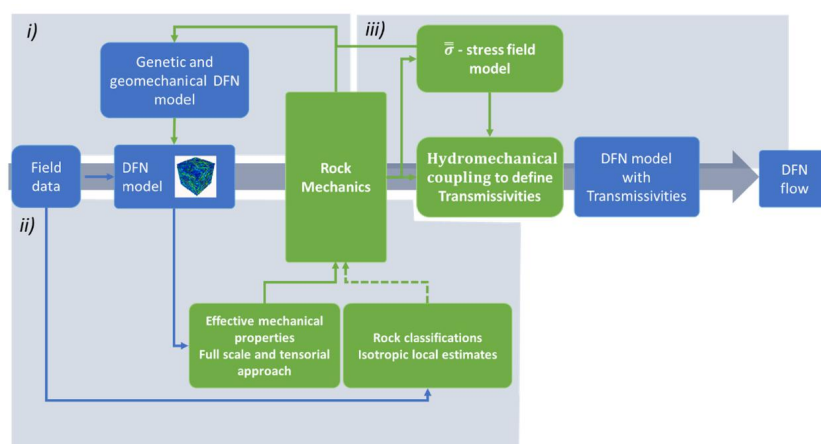 i)
iii)
Genetic and
geomechanical DFN
model
σ - stress field
model
Field
data
DFN
model
Rock
Mechanics
Hydromechanical
coupling to define
Transmissivities
DFN model
with
Transmissivities
DFN
flow
ii)
Effective mechanical
properties
Full scale and tensorial
approach
Rock classifications
Isotropic local estimates